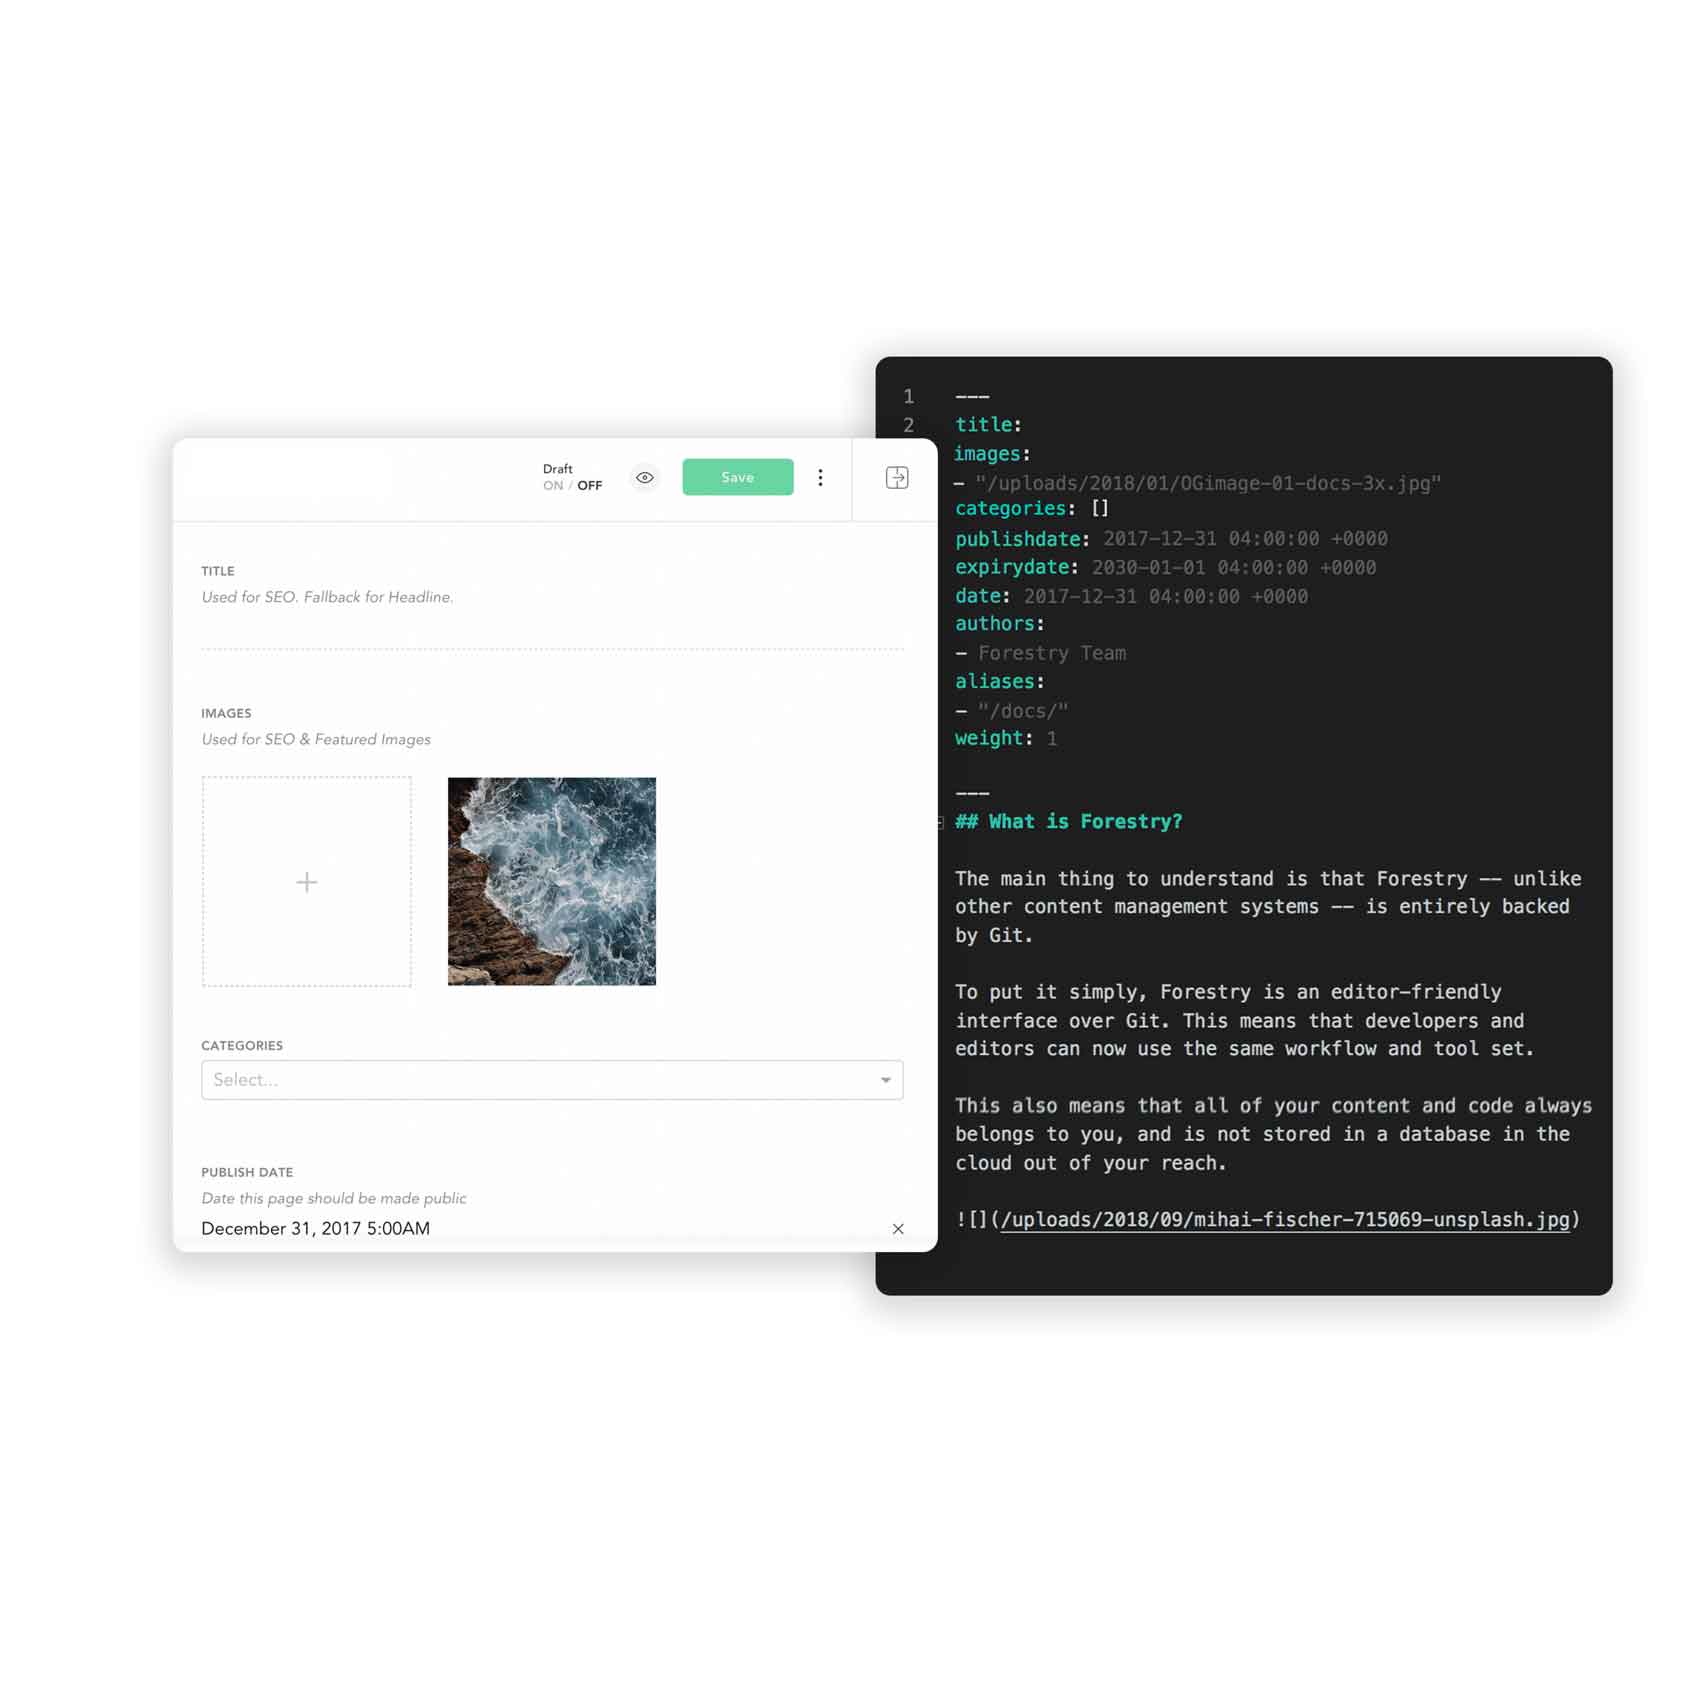 Draft
ON / OFF
Save
TITLE
Used for SEO. Fallback for Headline.
IMAGES
Used for SEO & Featured Images
+
CATEGORIES
Select...
PUBLISH DATE
Date this page should be made public
December 31, 2017 5:00AM
1 ---
2 title:
images:
- "/uploads/2018/01/OGimage-01-docs-3x.jpg"
categories: []
publishdate: 2017-12-31 04:00:00 +0000
expirydate: 2030-01-01 04:00:00 +0000
date: 2017-12-31 04:00:00 +0000
authors:
- Forestry Team
aliases:
- "/docs/"
weight: 1
---
## What is Forestry?
The main thing to understand is that Forestry -- unlike
other content management systems -- is entirely backed
by Git.
To put it simply, Forestry is an editor-friendly
interface over Git. This means that developers and
editors can now use the same workflow and tool set.
This also means that all of your content and code always
belongs to you, and is not stored in a database in the
cloud out of your reach.
![](/uploads/2018/09/mihai-fischer-715069-unsplash.jpg)